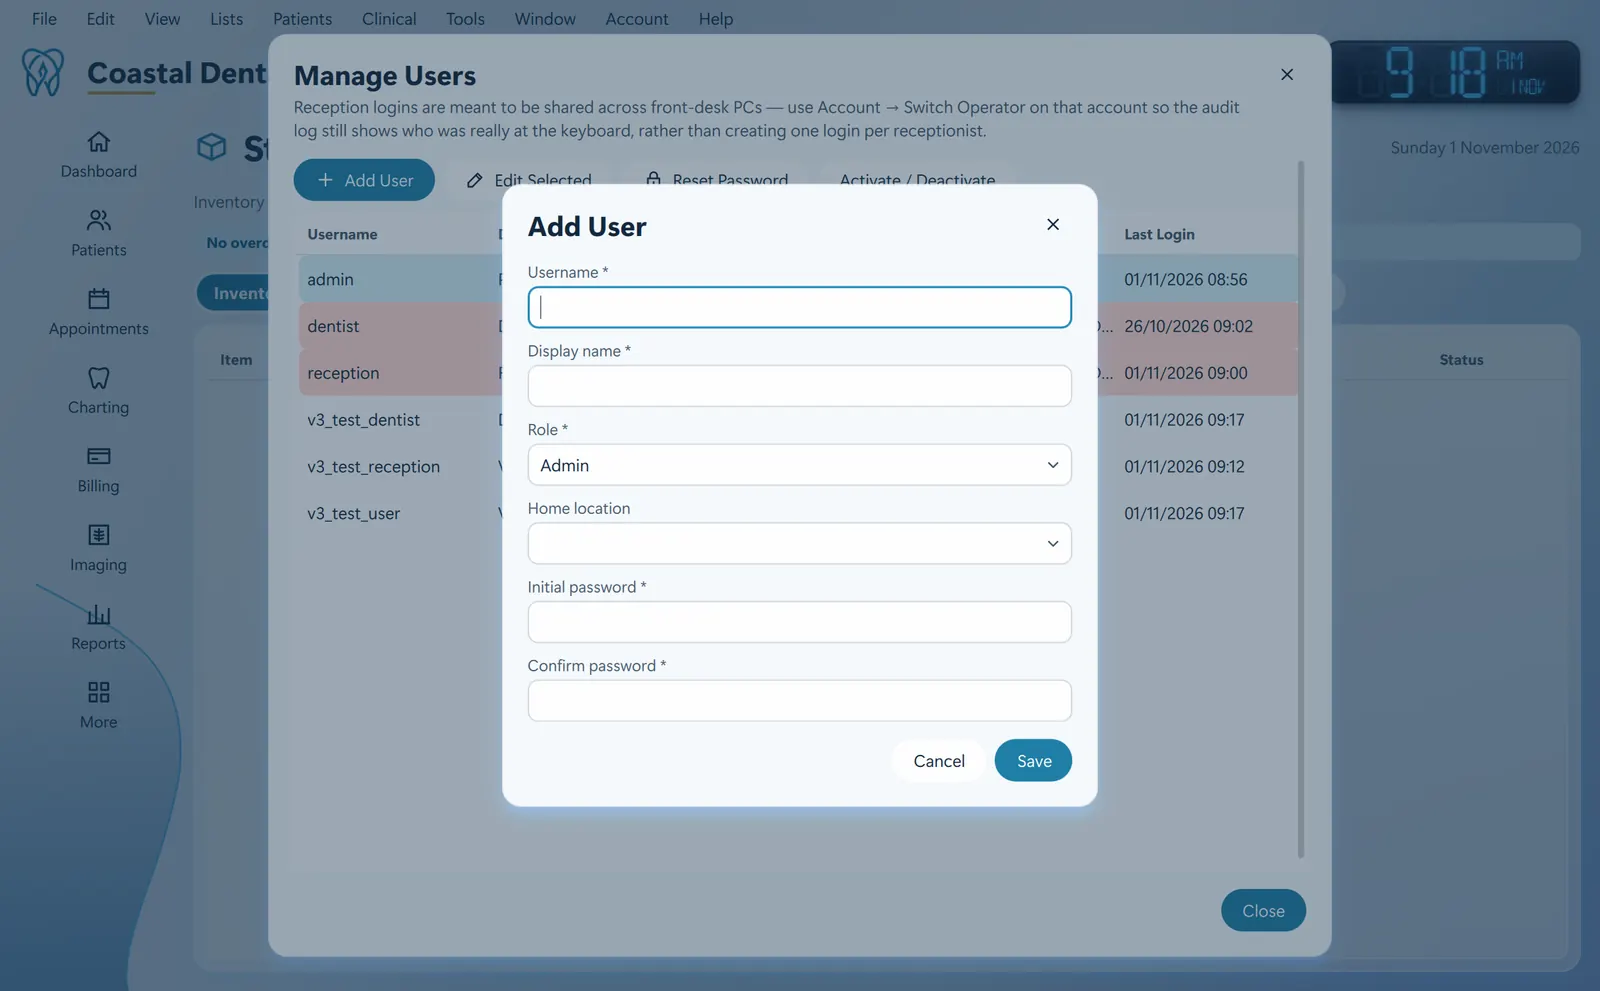 File Edit View Lists Patients Clinical Tools Window Account Help
Coastal Dent
9 18 AM
1 NOV
Sunday 1 November 2026
Dashboard
Patients
Appointments
Charting
Billing
Imaging
Reports
More
Inventory
No overd
Invento
Item
Status
Manage Users
Reception logins are meant to be shared across front-desk PCs — use Account → Switch Operator on that account so the audit
log still shows who was really at the keyboard, rather than creating one login per receptionist.
Add User Edit Selected Reset Password Activate / Deactivate
Username Last Login
admin 01/11/2026 08:56
dentist 26/10/2026 09:02
reception 01/11/2026 09:00
v3_test_dentist 01/11/2026 09:17
v3_test_reception 01/11/2026 09:12
v3_test_user 01/11/2026 09:17
Close
Add User
Username *
Display name *
Role *
Admin
Home location
Initial password *
Confirm password *
Cancel Save